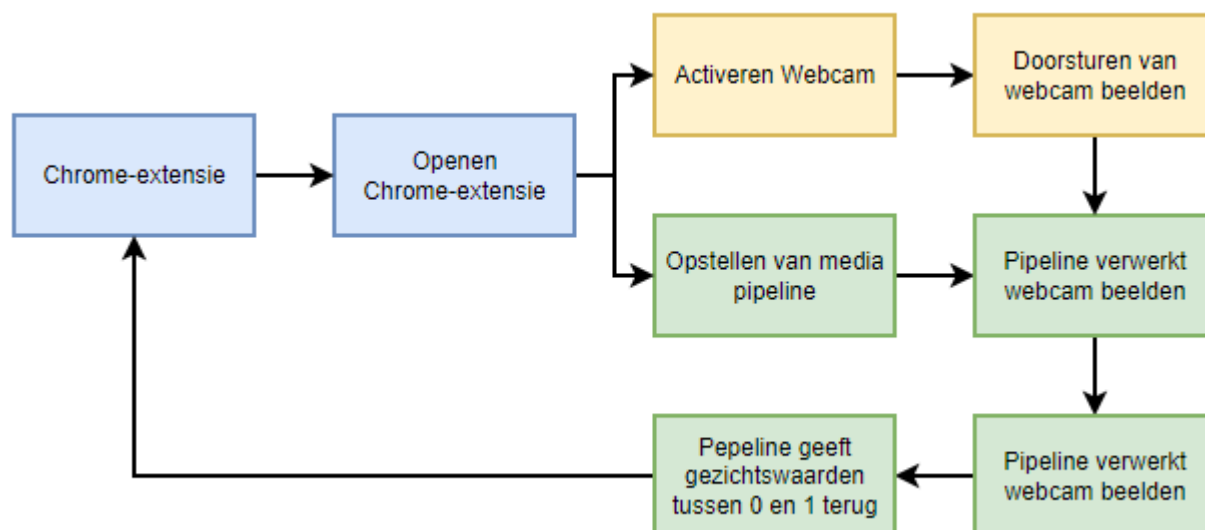 Activeren Webcam
Doorsturen van
webcam beelden
Chrome-extensie
Openen
Chrome-extensie
Opstellen van media
pipeline
Pipeline verwerkt
webcam beelden
Pepeline geeft
gezichtswaarden
tussen 0 en 1 terug
Pipeline verwerkt
webcam beelden